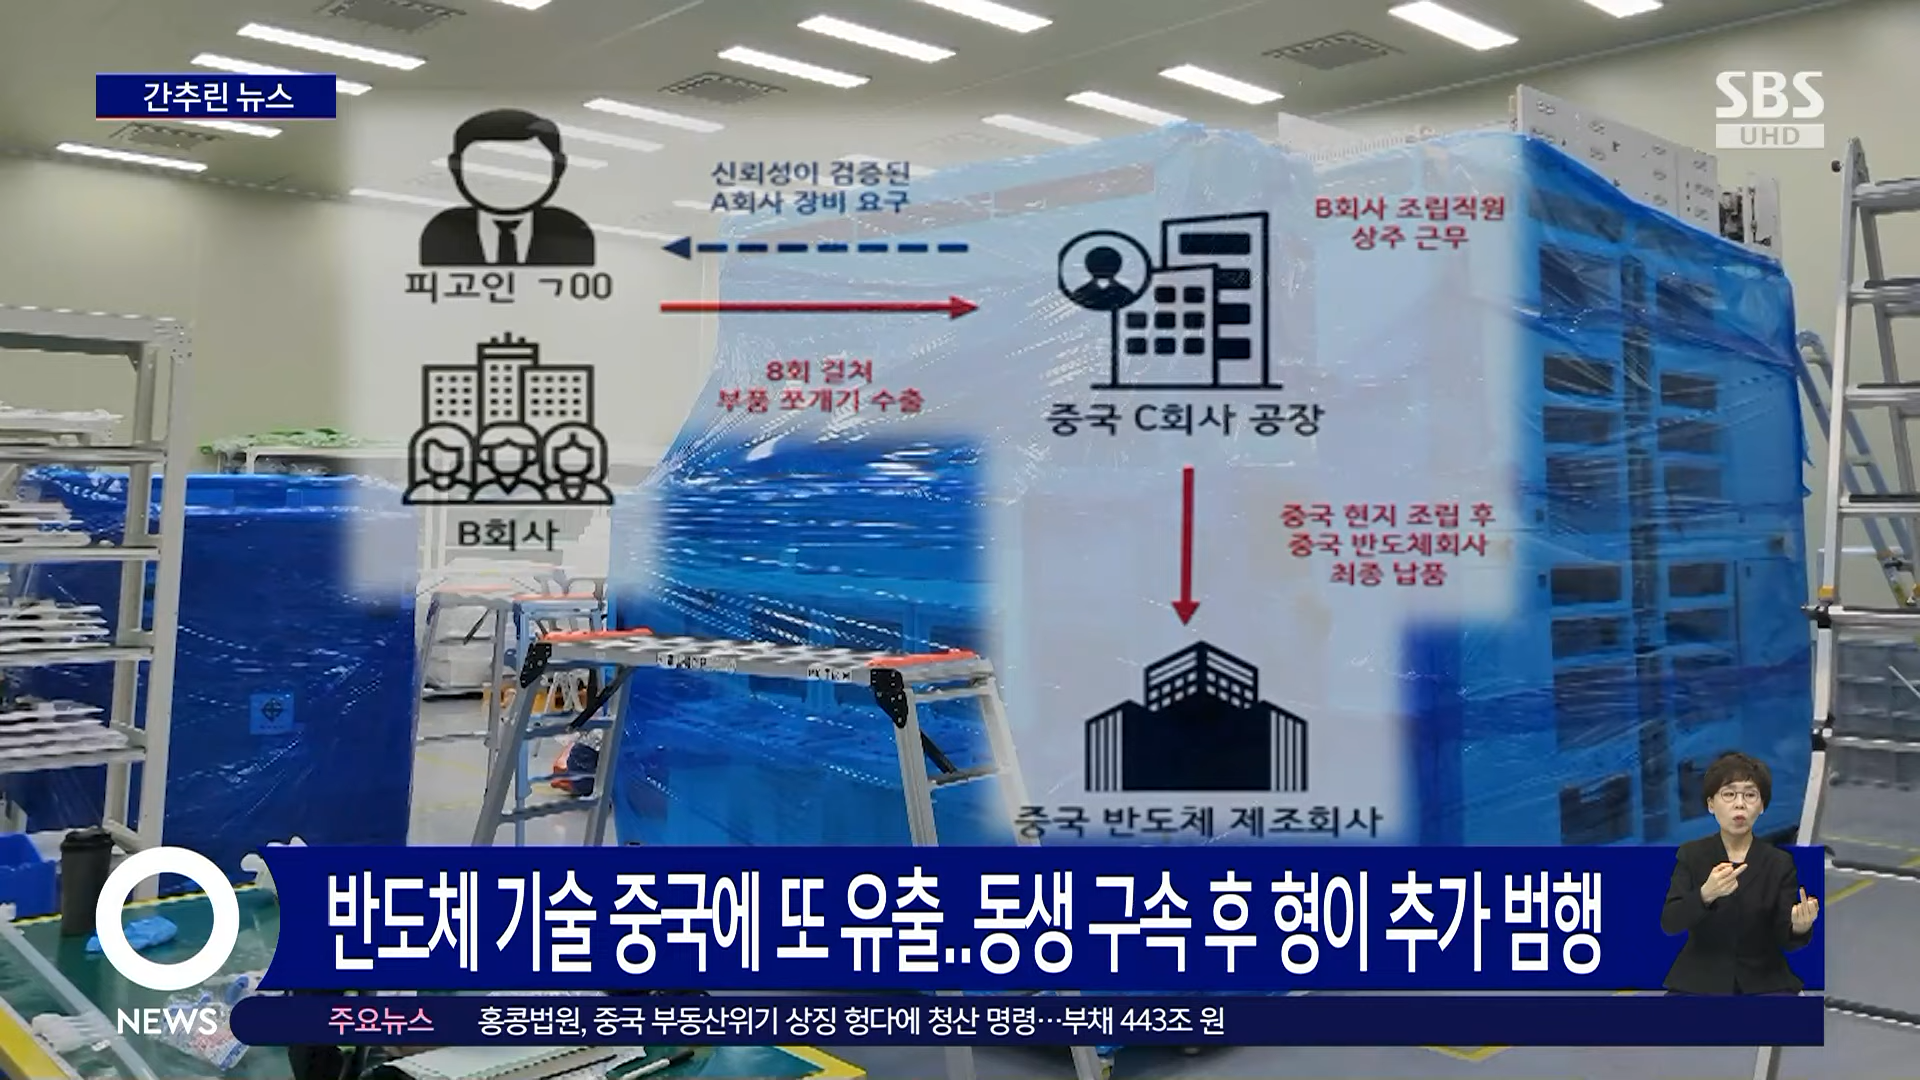 간추린 뉴스
SBS
UHD
신뢰성이 검증된
A회사 장비 요구
B회사 조립직원
상주 근무
피고인 ㄱOO
8회 걸쳐
부품 쪼개기 수출
중국 C회사 공장
B회사
중국 현지 조립 후
중국 반도체회사
최종 납품
중국 반도체 제조회사
반도체 기술 중국에 또 유출..동생 구속 후 형이 추가 범행
NEWS
주요뉴스 홍콩법원, 중국 부동산위기 상징 헝다에 청산 명령…부채 443조 원